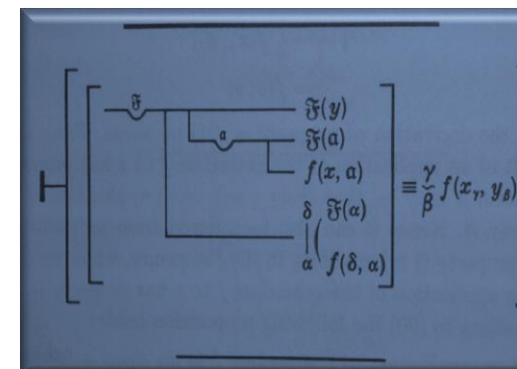 𝔉
𝔉(y)
𝔞
𝔉(𝔞)
f(x, 𝔞)
δ 𝔉(α)
α f(δ, α)
≡ γ/β f(x_γ, y_β)